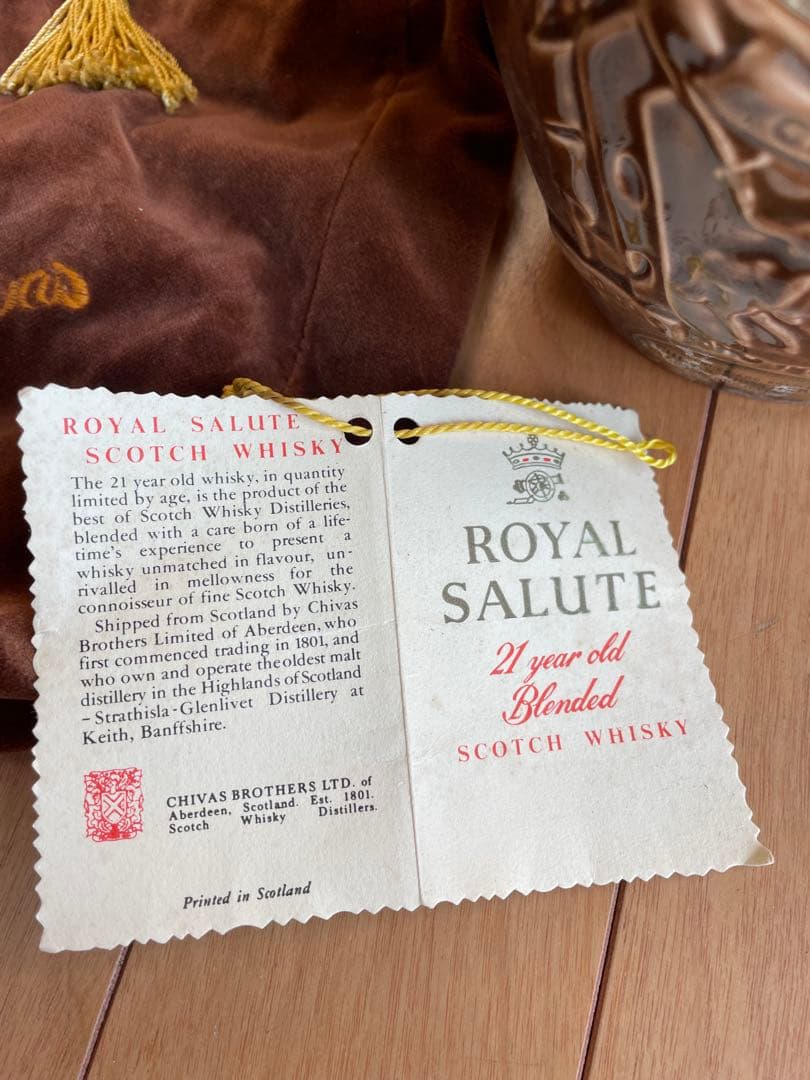 ROYAL SALUTE
SCOTCH WHISKY
The 21 year old whisky, in quantity
limited by age, is the product of the
best of Scotch Whisky Distilleries,
blended with a care born of a life-
time's experience to present a
whisky unmatched in flavour, un-
rivalled in mellowness for the
connoisseur of fine Scotch Whisky.
Shipped from Scotland by Chivas
Brothers Limited of Aberdeen, who
first commenced trading in 1801, and
who own and operate the oldest malt
distillery in the Highlands of Scotland
– Strathisla-Glenlivet Distillery at
Keith, Banffshire.
CHIVAS BROTHERS LTD. of
Aberdeen, Scotland. Est. 1801.
Scotch Whisky Distillers.
Printed in Scotland
ROYAL
SALUTE
21 year old
Blended
SCOTCH WHISKY